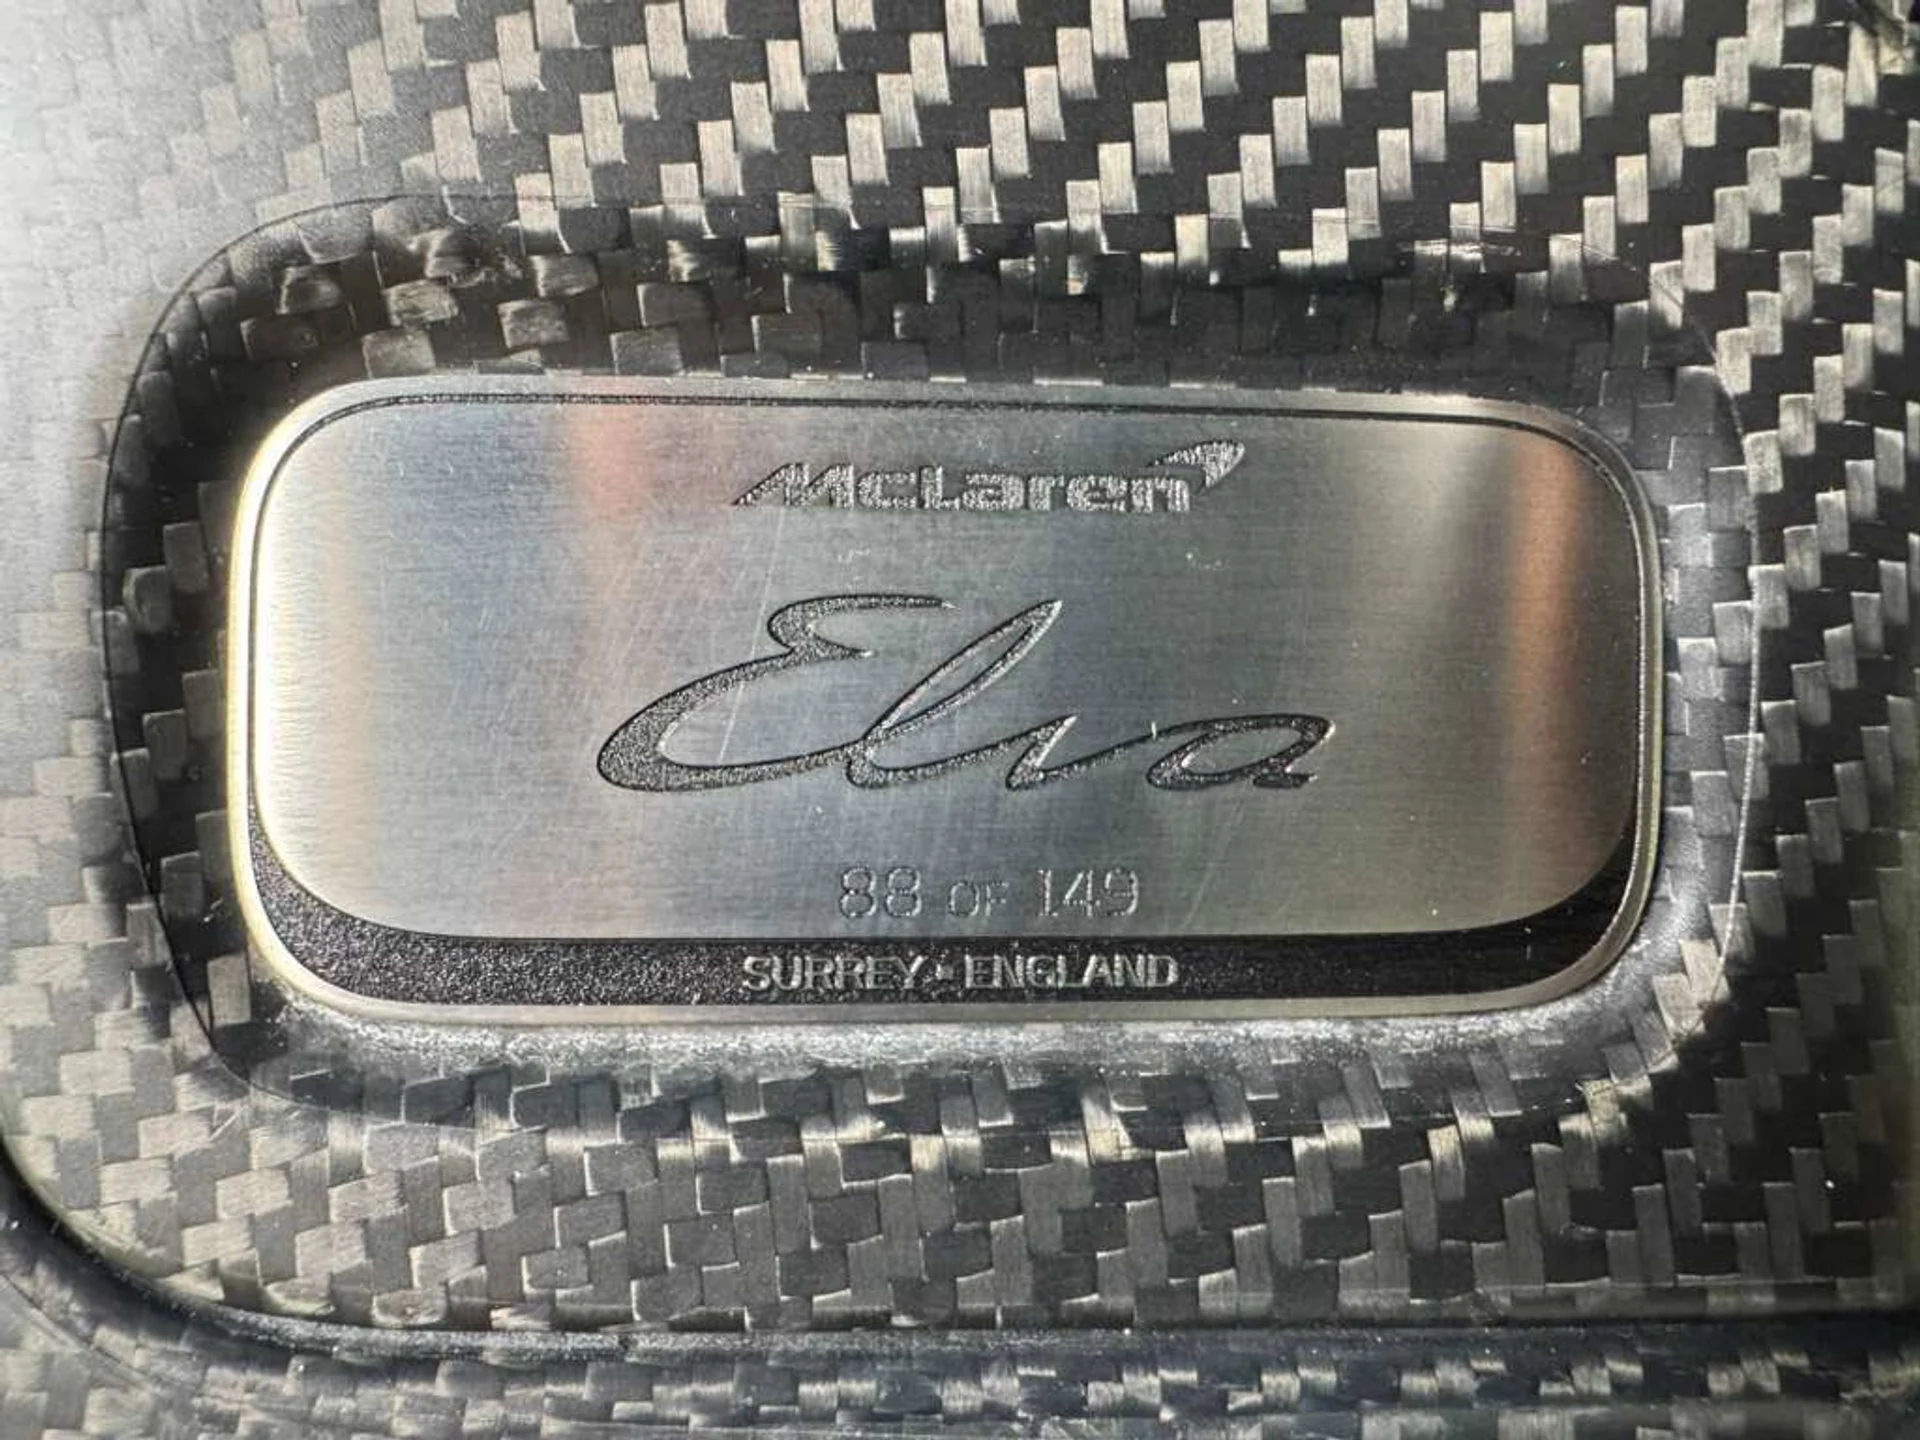 McLaren
Elva
88 OF 149
SURREY - ENGLAND